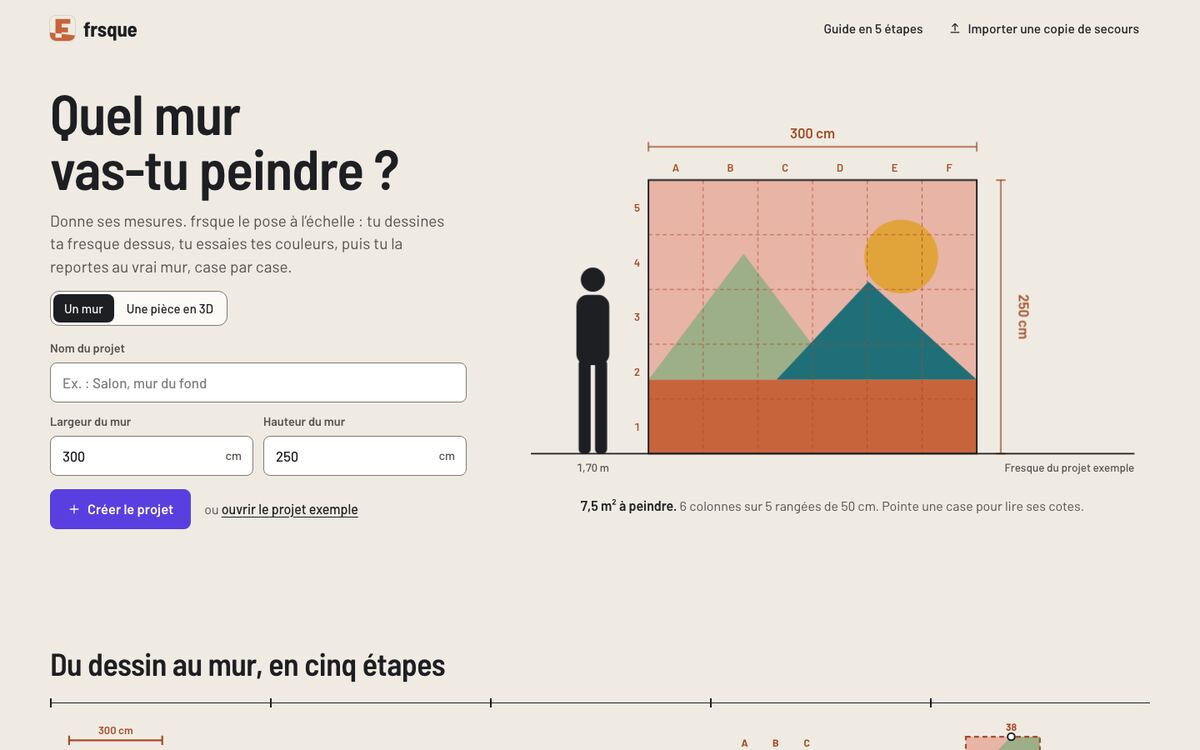 frsque
Guide en 5 étapes
Importer une copie de secours
Quel mur
vas-tu peindre ?
Donne ses mesures. frsque le pose à l'échelle : tu dessines
ta fresque dessus, tu essaies tes couleurs, puis tu la
reportes au vrai mur, case par case.
Un mur
Une pièce en 3D
Nom du projet
Ex. : Salon, mur du fond
Largeur du mur
Hauteur du mur
300 cm
250 cm
+ Créer le projet
ou ouvrir le projet exemple
300 cm
A B C D E F
5
4
3
2
1
250 cm
1,70 m
Fresque du projet exemple
7,5 m² à peindre. 6 colonnes sur 5 rangées de 50 cm. Pointe une case pour lire ses cotes.
Du dessin au mur, en cinq étapes
300 cm
A B C
38